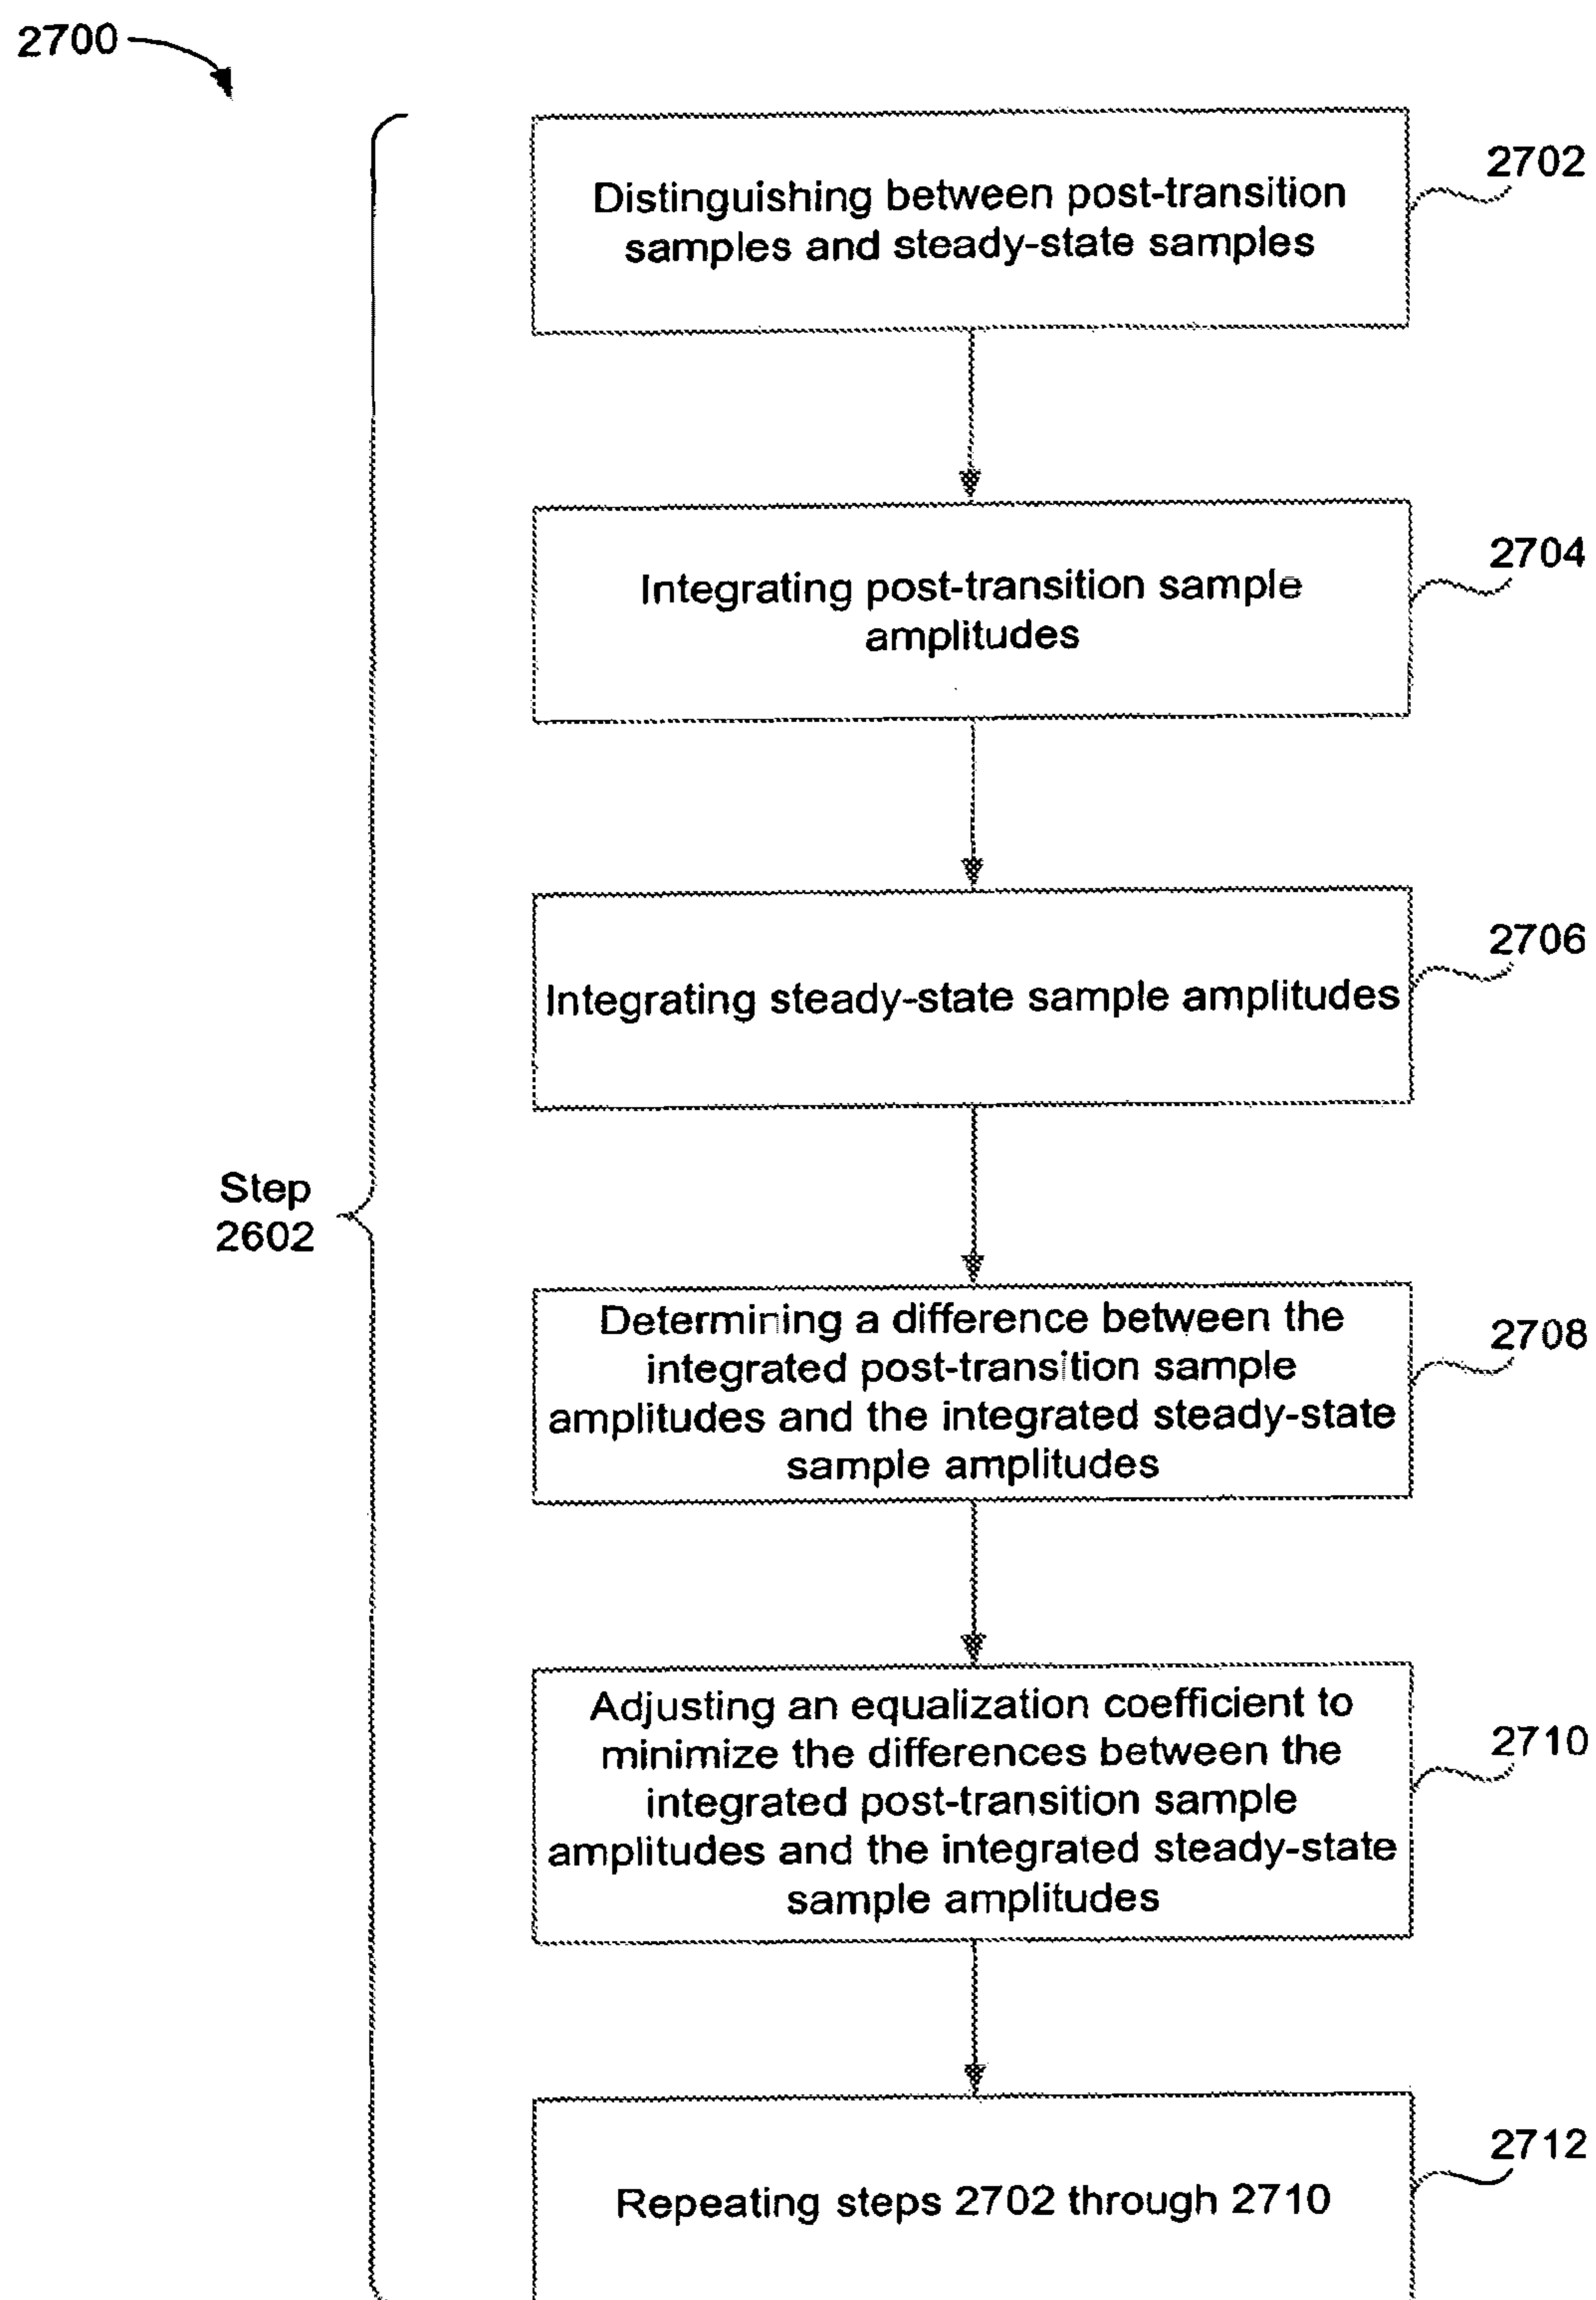 2700
Distinguishing between post-transition
samples and steady-state samples
2702
Integrating post-transition sample
amplitudes
2704
Integrating steady-state sample amplitudes
2706
Step
2602
Determining a difference between the
integrated post-transition sample
amplitudes and the integrated steady-state
sample amplitudes
2708
Adjusting an equalization coefficient to
minimize the differences between the
integrated post-transition sample
amplitudes and the integrated steady-state
sample amplitudes
2710
Repeating steps 2702 through 2710
2712